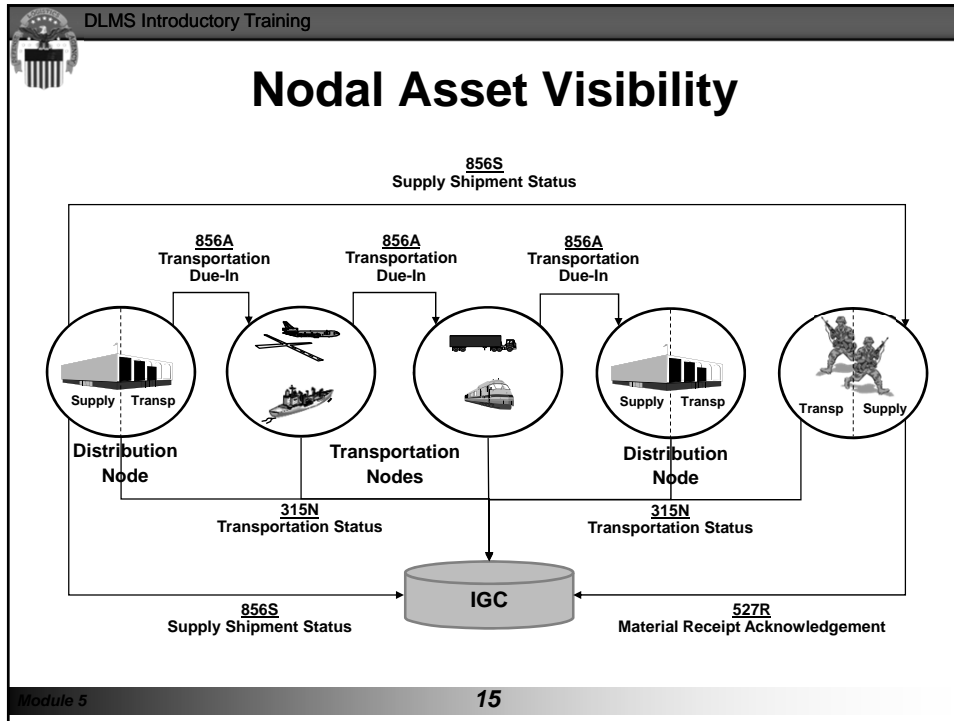 DLMS Introductory Training
Nodal Asset Visibility
856S
Supply Shipment Status
856A
Transportation
Due-In
856A
Transportation
Due-In
856A
Transportation
Due-In
Supply Transp
Supply Transp
Transp Supply
Distribution
Node
Transportation
Nodes
Distribution
Node
315N
Transportation Status
315N
Transportation Status
IGC
856S
Supply Shipment Status
527R
Material Receipt Acknowledgement
Module 5
15